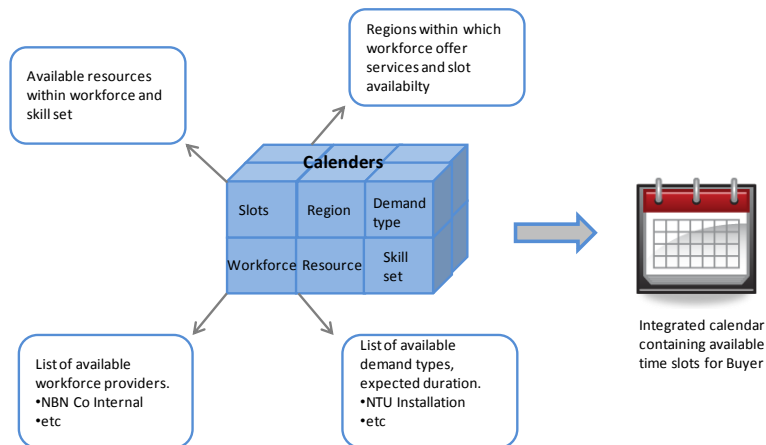 Regions within which
workforce offer
services and slot
availabilty
Available resources
within workforce and
skill set
Calenders
Slots
Region
Demand
type
Workforce
Resource
Skill
set
Integrated calendar
containing available
time slots for Buyer
List of available
workforce providers.
•NBN Co Internal
•etc
List of available
demand types,
expected duration.
•NTU Installation
•etc